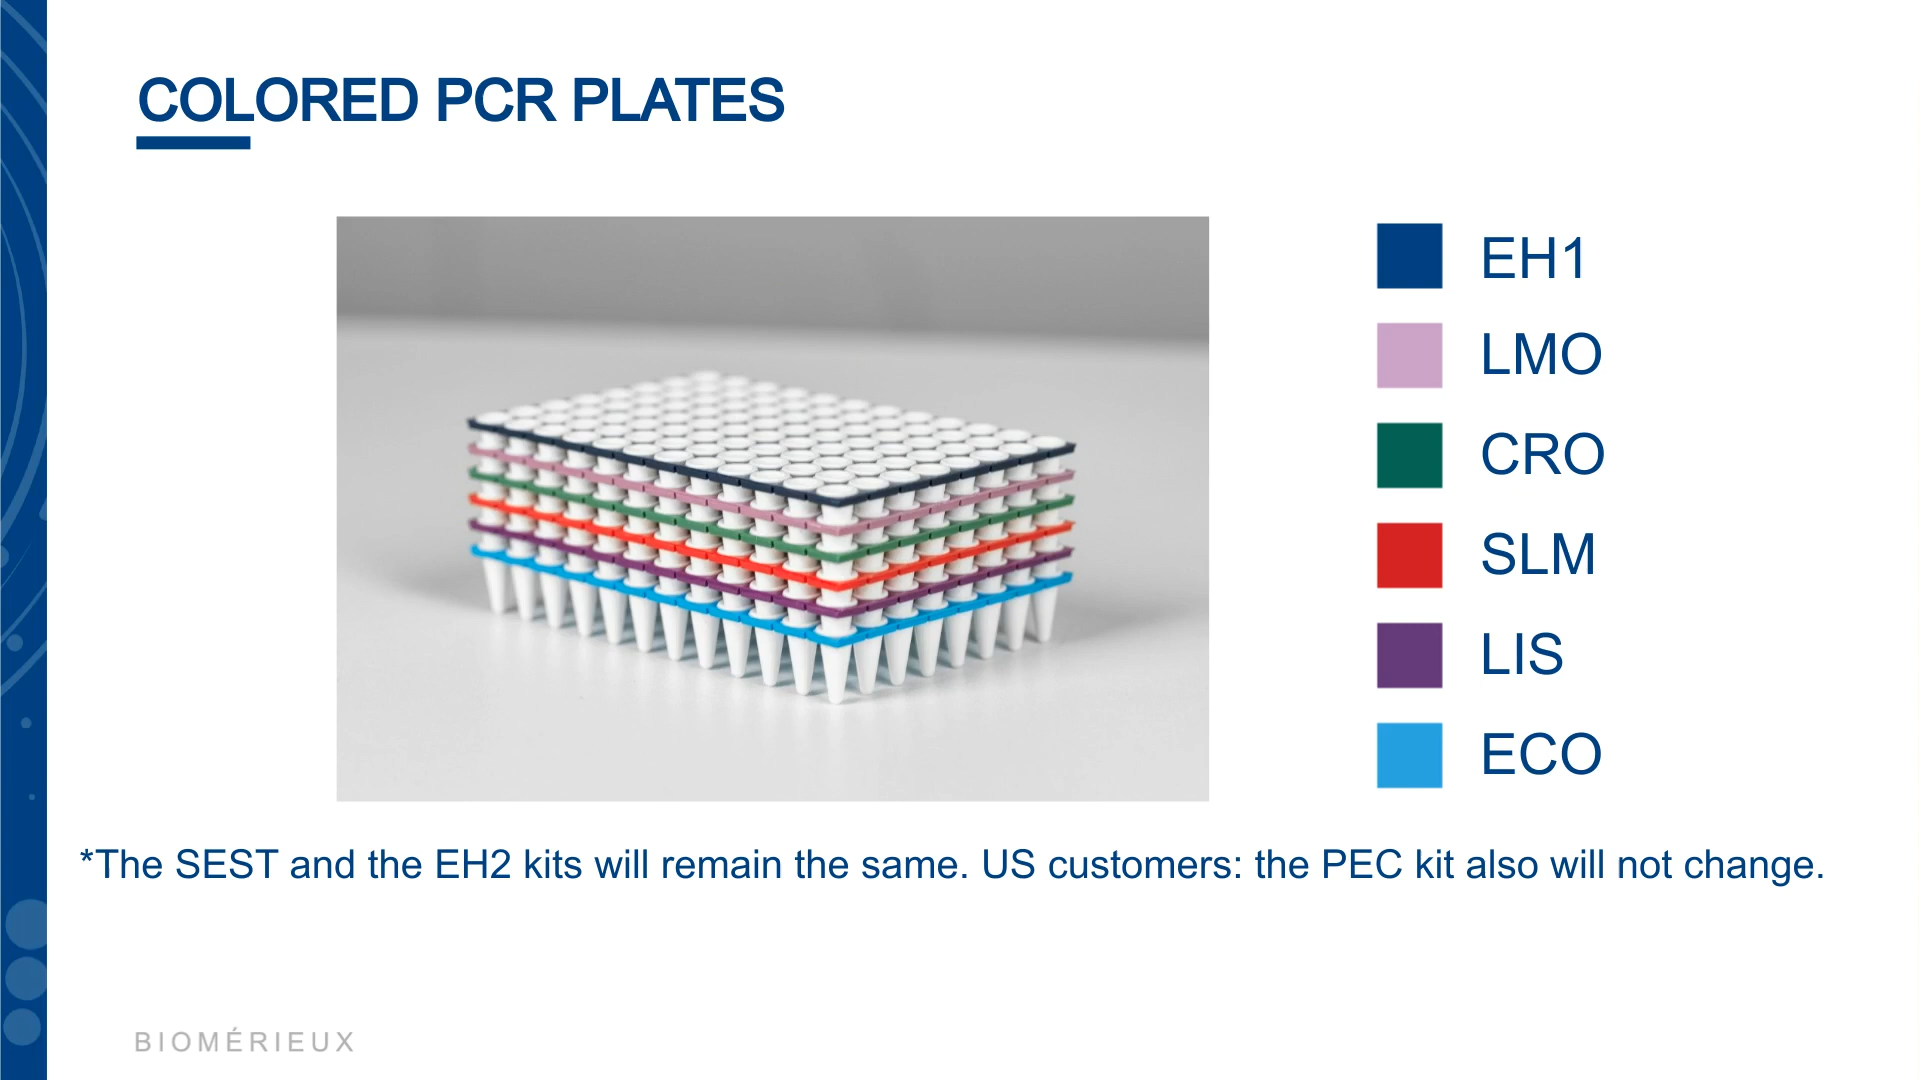 COLORED PCR PLATES
EH1
LMO
CRO
SLM
LIS
ECO
*The SEST and the EH2 kits will remain the same. US customers: the PEC kit also will not change.
BIOMÉRIEUX